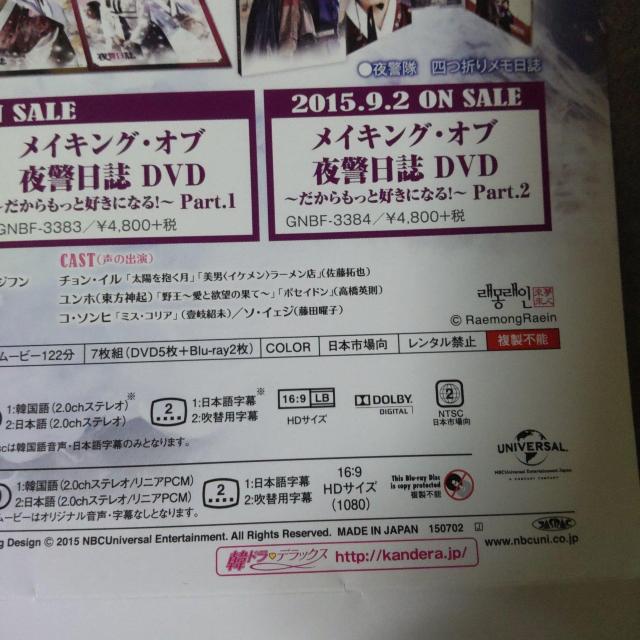 夜警日誌
●夜警隊 四つ折りメモ日誌
N SALE
メイキング・オブ
夜警日誌 DVD
~だからもっと好きになる!~ Part.1
GNBF-3383/¥4,800+税
2015.9.2 ON SALE
メイキング・オブ
夜警日誌 DVD
~だからもっと好きになる!~ Part.2
GNBF-3384/¥4,800+税
CAST(声の出演)
ジフン
チョン・イル「太陽を抱く月」「美男<イケメン>ラーメン店」(佐藤拓也)
ユンホ(東方神起)「野王~愛と欲望の果て~」「ポセイドン」(高橋英則)
コ・ソンヒ「ミス・コリア」(壹岐紹未)/ソ・イェジ(藤田曜子)
래몽래인
© RaemongRaein
ムービー122分 7枚組(DVD5枚+Blu-ray2枚) COLOR 日本市場向 レンタル禁止 複製不能
1:韓国語(2.0chステレオ)※
2:日本語(2.0chステレオ)
2
1:日本語字幕※
2:吹替用字幕
16:9 LB
HDサイズ
DOLBY
DIGITAL
2
NTSC
日本市場向
scは韓国語音声・日本語字幕のみとなります。
1:韓国語(2.0chステレオ/リニアPCM)
2:日本語(2.0chステレオ/リニアPCM)
2
1:日本語字幕
2:吹替用字幕
16:9
HDサイズ
(1080)
This Blu-ray Disc
is copy protected
複製不能
UNIVERSAL
NBCUniversal Entertainment Japan
A COMCAST COMPANY
ムービーはオリジナル音声・字幕なしとなります。
g Design © 2015 NBCUniversal Entertainment. All Rights Reserved. MADE IN JAPAN 150702
www.nbcuni.co.jp
韓ドラ・デラックス http://kandera.jp/